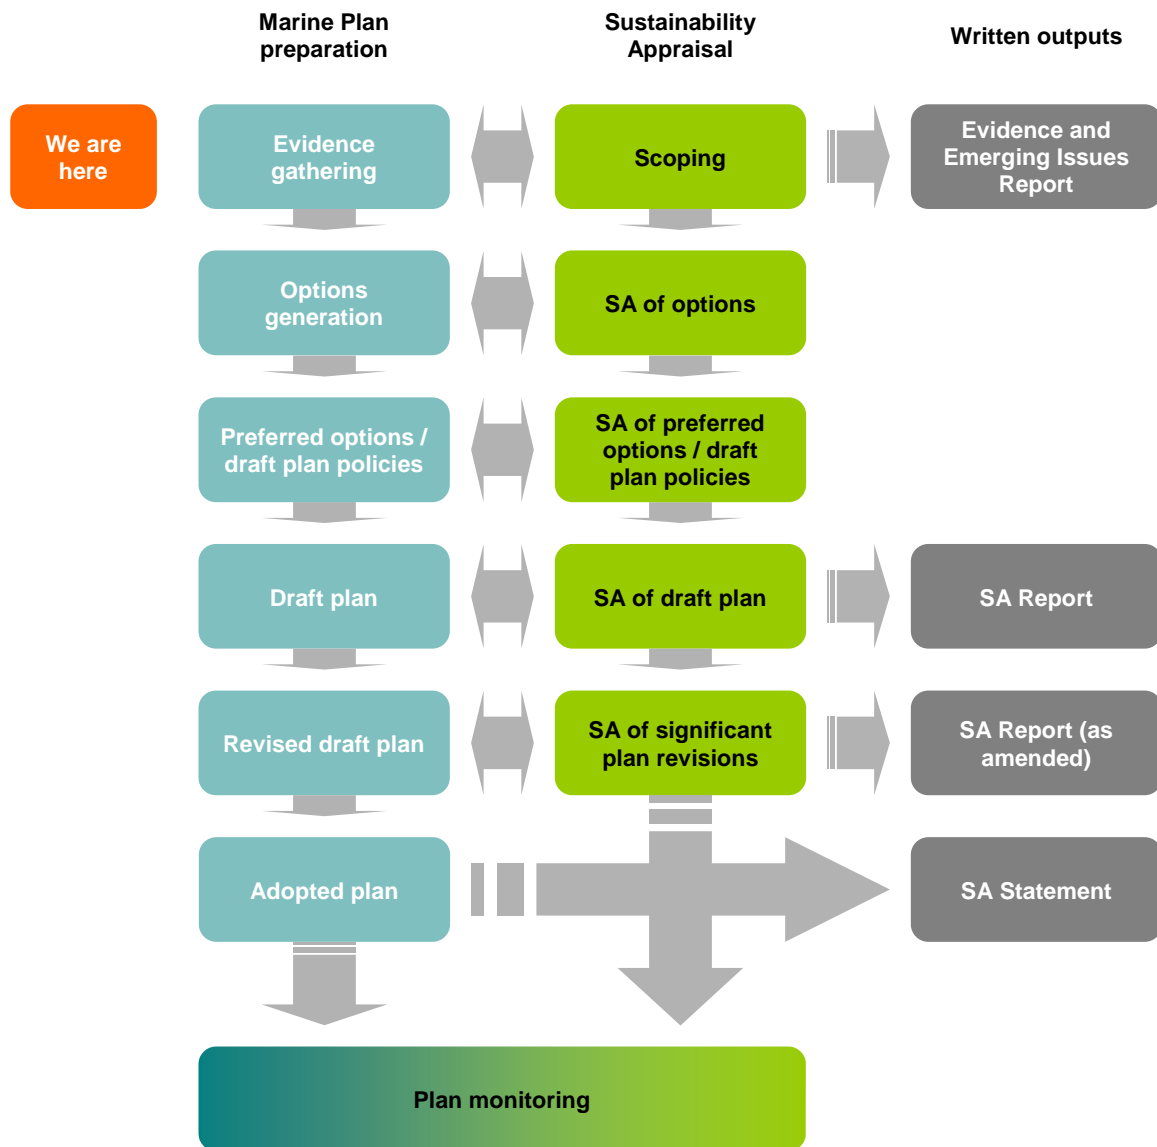 Marine Plan
preparation
Sustainability
Appraisal
Written outputs
We are
here
Evidence
gathering
Scoping
Evidence and
Emerging Issues
Report
Options
generation
SA of options
Preferred options /
draft plan policies
SA of preferred
options / draft
plan policies
Draft plan
SA of draft plan
SA Report
Revised draft plan
SA of significant
plan revisions
SA Report (as
amended)
Adopted plan
SA Statement
Plan monitoring